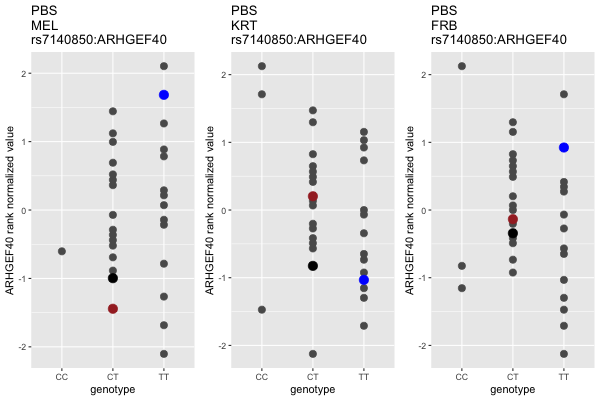 PBS
MEL
rs7140850:ARHGEF40
ARHGEF40 rank normalized value
2
1
0
-1
-2
CC CT TT
genotype
PBS
KRT
rs7140850:ARHGEF40
ARHGEF40 rank normalized value
2
1
0
-1
-2
CC CT TT
genotype
PBS
FRB
rs7140850:ARHGEF40
ARHGEF40 rank normalized value
2
1
0
-1
-2
CC CT TT
genotype